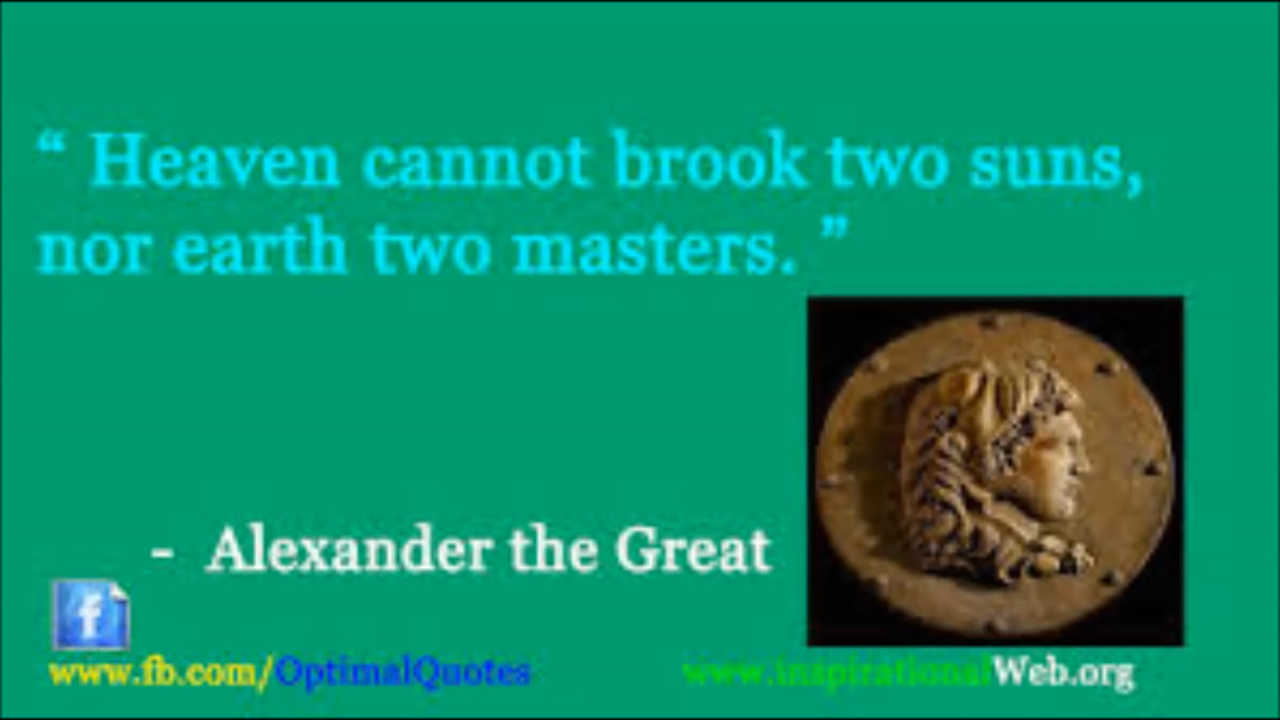 “ Heaven cannot brook two suns,
nor earth two masters. ”
- Alexander the Great
f
www.fb.com/OptimalQuotes
www.inspirationalWeb.org